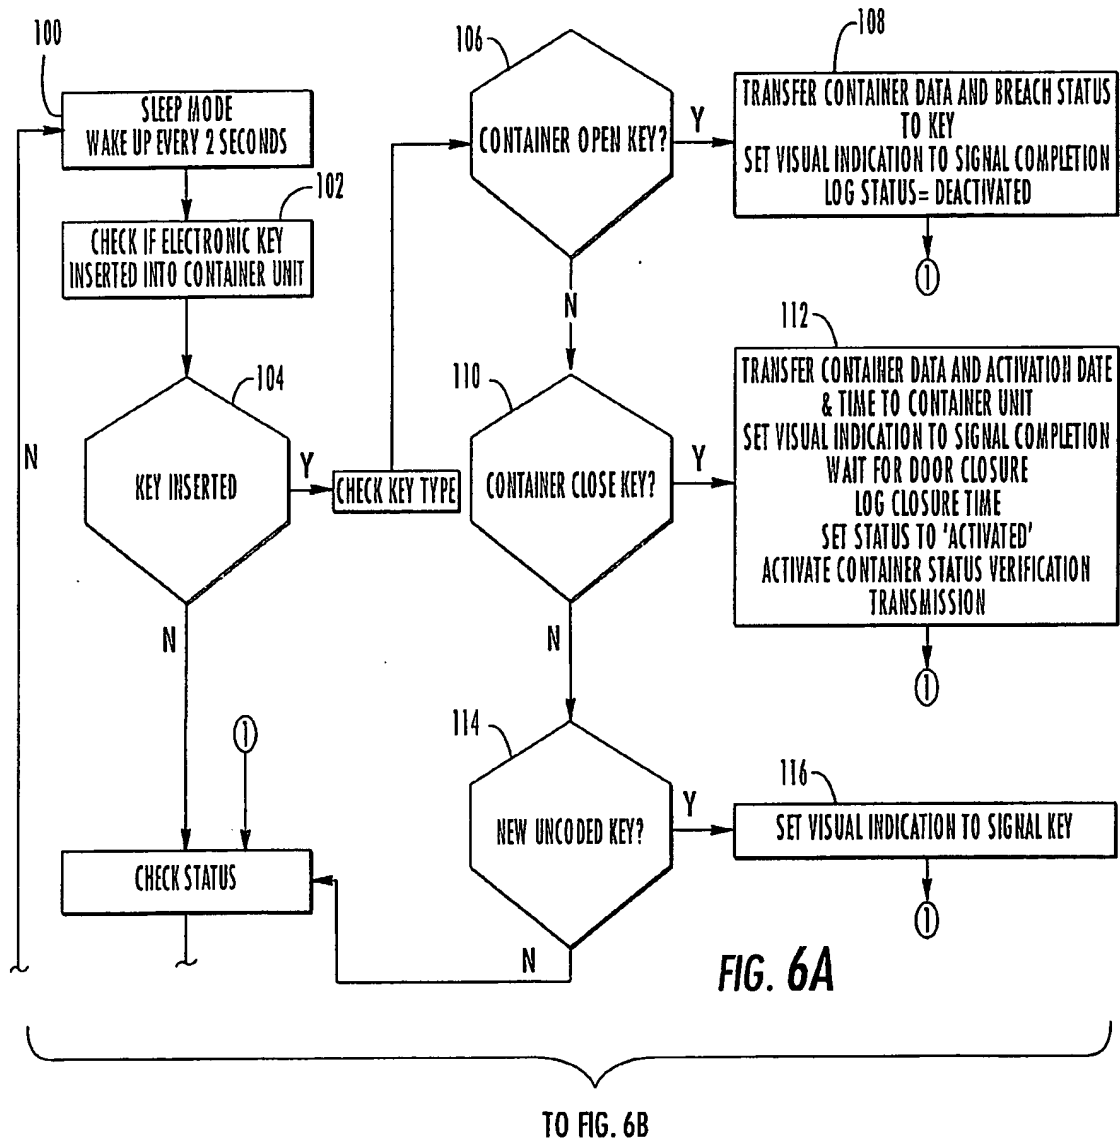 100
SLEEP MODE
WAKE UP EVERY 2 SECONDS
102
CHECK IF ELECTRONIC KEY
INSERTED INTO CONTAINER UNIT
104
KEY INSERTED
Y
CHECK KEY TYPE
N
N
1
CHECK STATUS
106
CONTAINER OPEN KEY?
Y
N
108
TRANSFER CONTAINER DATA AND BREACH STATUS
TO KEY
SET VISUAL INDICATION TO SIGNAL COMPLETION
LOG STATUS= DEACTIVATED
1
110
CONTAINER CLOSE KEY?
Y
N
112
TRANSFER CONTAINER DATA AND ACTIVATION DATE
& TIME TO CONTAINER UNIT
SET VISUAL INDICATION TO SIGNAL COMPLETION
WAIT FOR DOOR CLOSURE
LOG CLOSURE TIME
SET STATUS TO 'ACTIVATED'
ACTIVATE CONTAINER STATUS VERIFICATION
TRANSMISSION
1
114
NEW UNCODED KEY?
Y
N
116
SET VISUAL INDICATION TO SIGNAL KEY
1
FIG. 6A
TO FIG. 6B